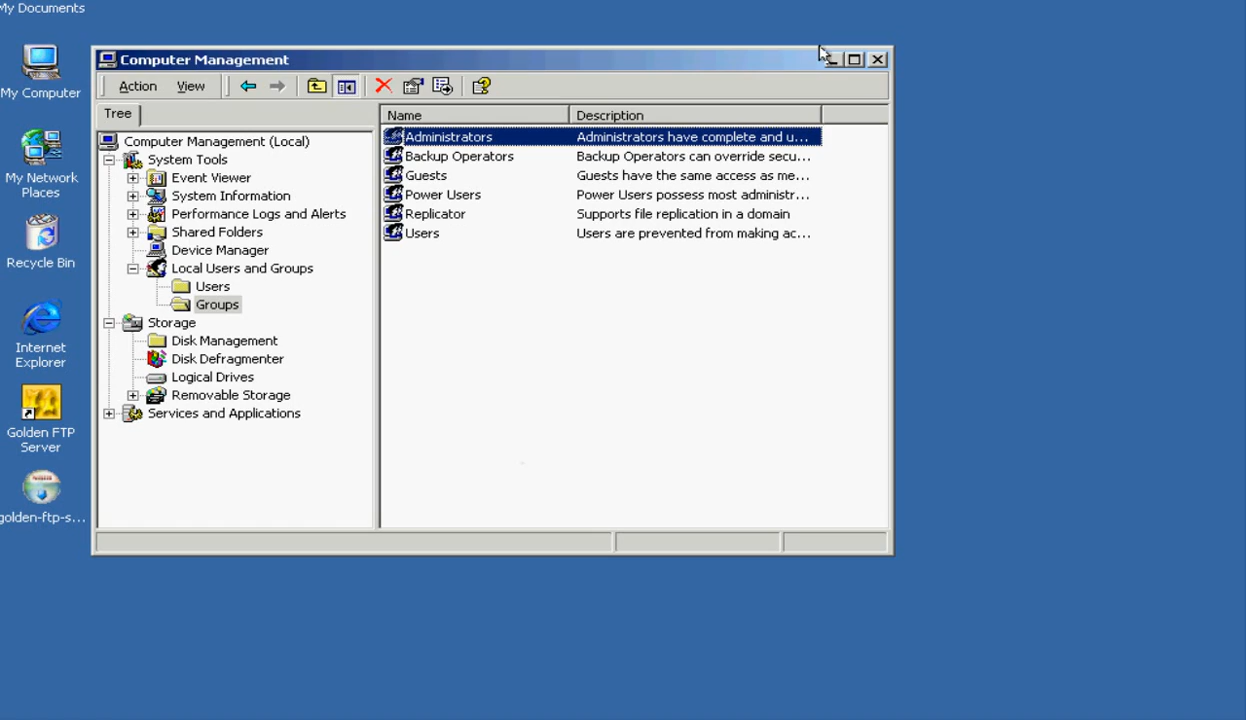 My Documents
My Computer
My Network
Places
Recycle Bin
Internet
Explorer
Golden FTP
Server
golden-ftp-s...
Computer Management
Action View
Tree
Computer Management (Local)
System Tools
Event Viewer
System Information
Performance Logs and Alerts
Shared Folders
Device Manager
Local Users and Groups
Users
Groups
Storage
Disk Management
Disk Defragmenter
Logical Drives
Removable Storage
Services and Applications
Name Description
Administrators Administrators have complete and u...
Backup Operators Backup Operators can override secu...
Guests Guests have the same access as me...
Power Users Power Users possess most administr...
Replicator Supports file replication in a domain
Users Users are prevented from making ac...